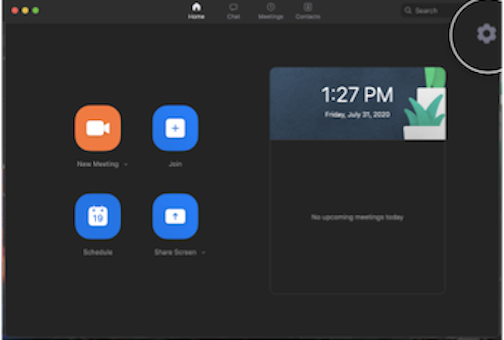 Home
Chat
Meetings
Contacts
Search
1:27 PM
Friday, July 31, 2020
New Meeting
Join
19
Schedule
Share Screen
No upcoming meetings today